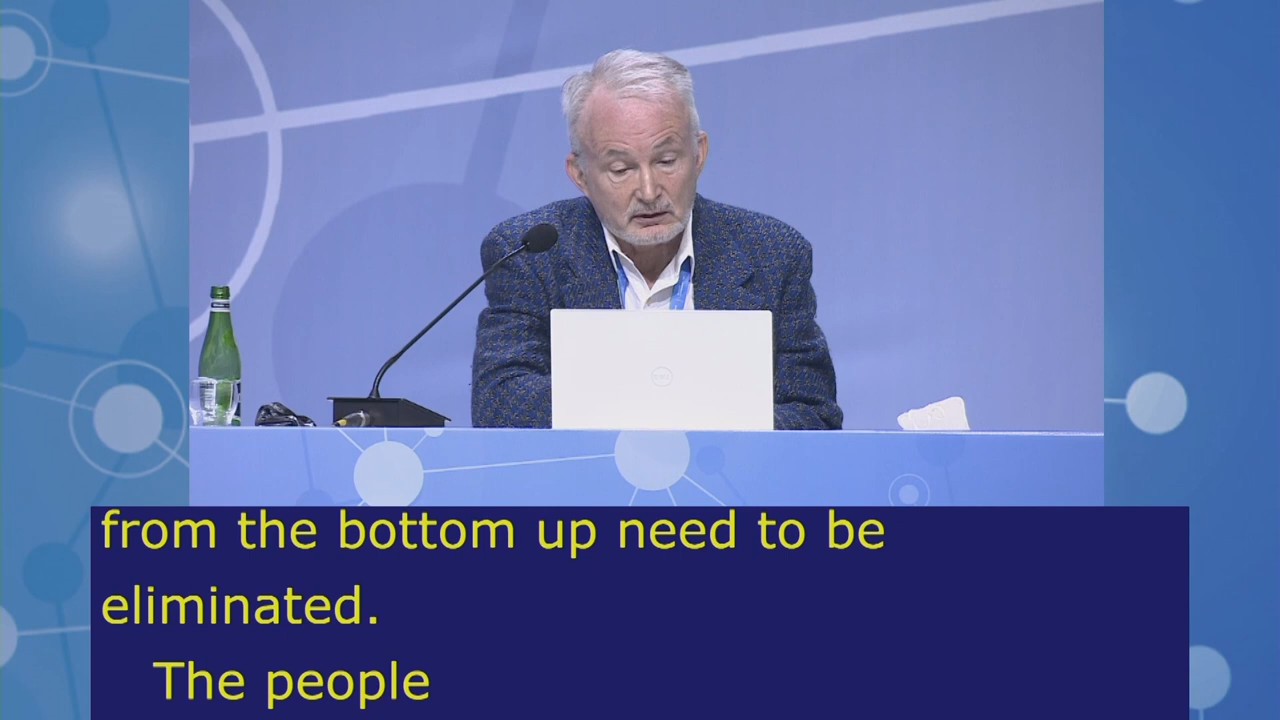 from the bottom up need to be
eliminated.
The people